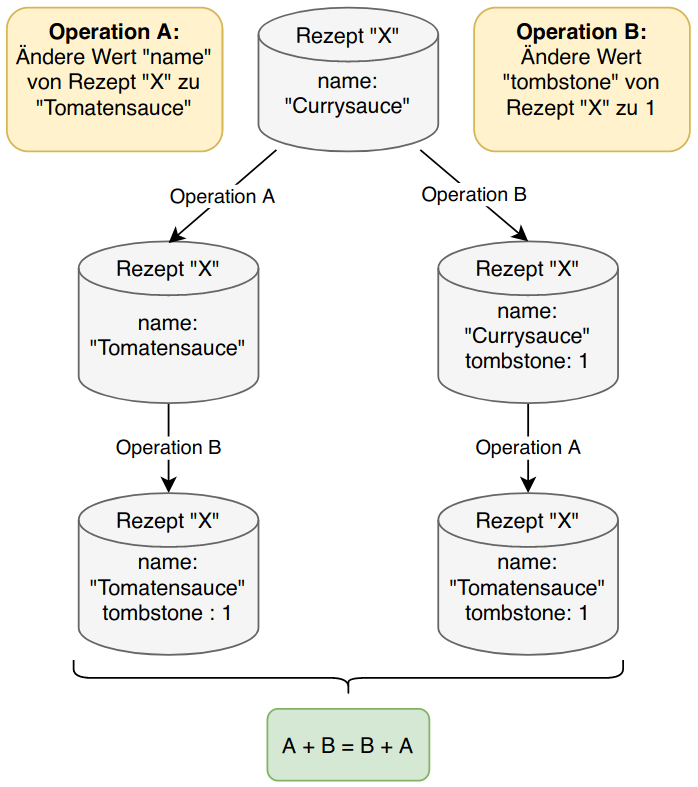 Operation A:
Ändere Wert "name"
von Rezept "X" zu
"Tomatensauce"
Rezept "X"
name:
"Currysauce"
Operation B:
Ändere Wert
"tombstone" von
Rezept "X" zu 1
Operation A
Operation B
Rezept "X"
name:
"Tomatensauce"
Rezept "X"
name:
"Currysauce"
tombstone: 1
Operation B
Operation A
Rezept "X"
name:
"Tomatensauce"
tombstone : 1
Rezept "X"
name:
"Tomatensauce"
tombstone: 1
A + B = B + A